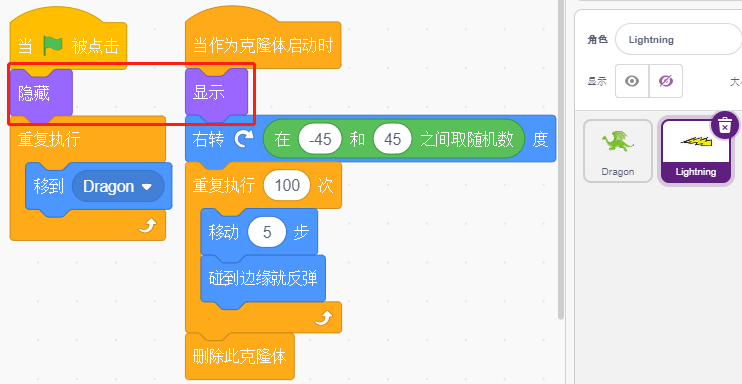 当 被点击
隐藏
重复执行
移到 Dragon
当作为克隆体启动时
显示
右转 在 -45 和 45 之间取随机数 度
重复执行 100 次
移动 5 步
碰到边缘就反弹
删除此克隆体
角色 Lightning
显示
Dragon
Lightning